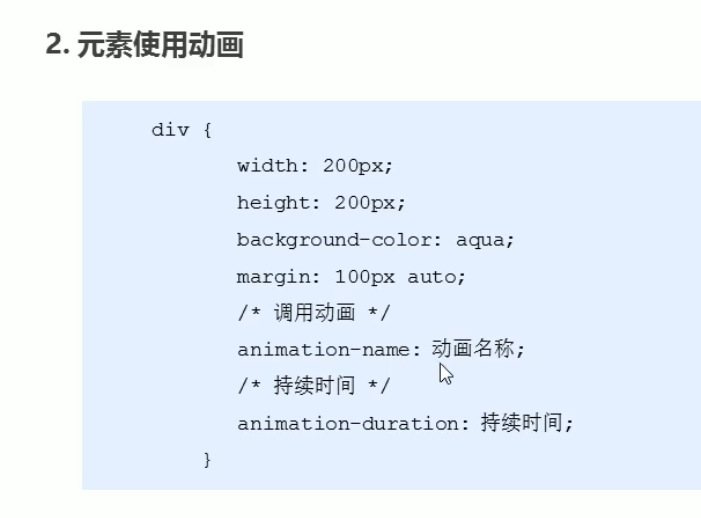 2. 元素使用动画
div {
width: 200px;
height: 200px;
background-color: aqua;
margin: 100px auto;
/* 调用动画 */
animation-name: 动画名称;
/* 持续时间 */
animation-duration: 持续时间;
}